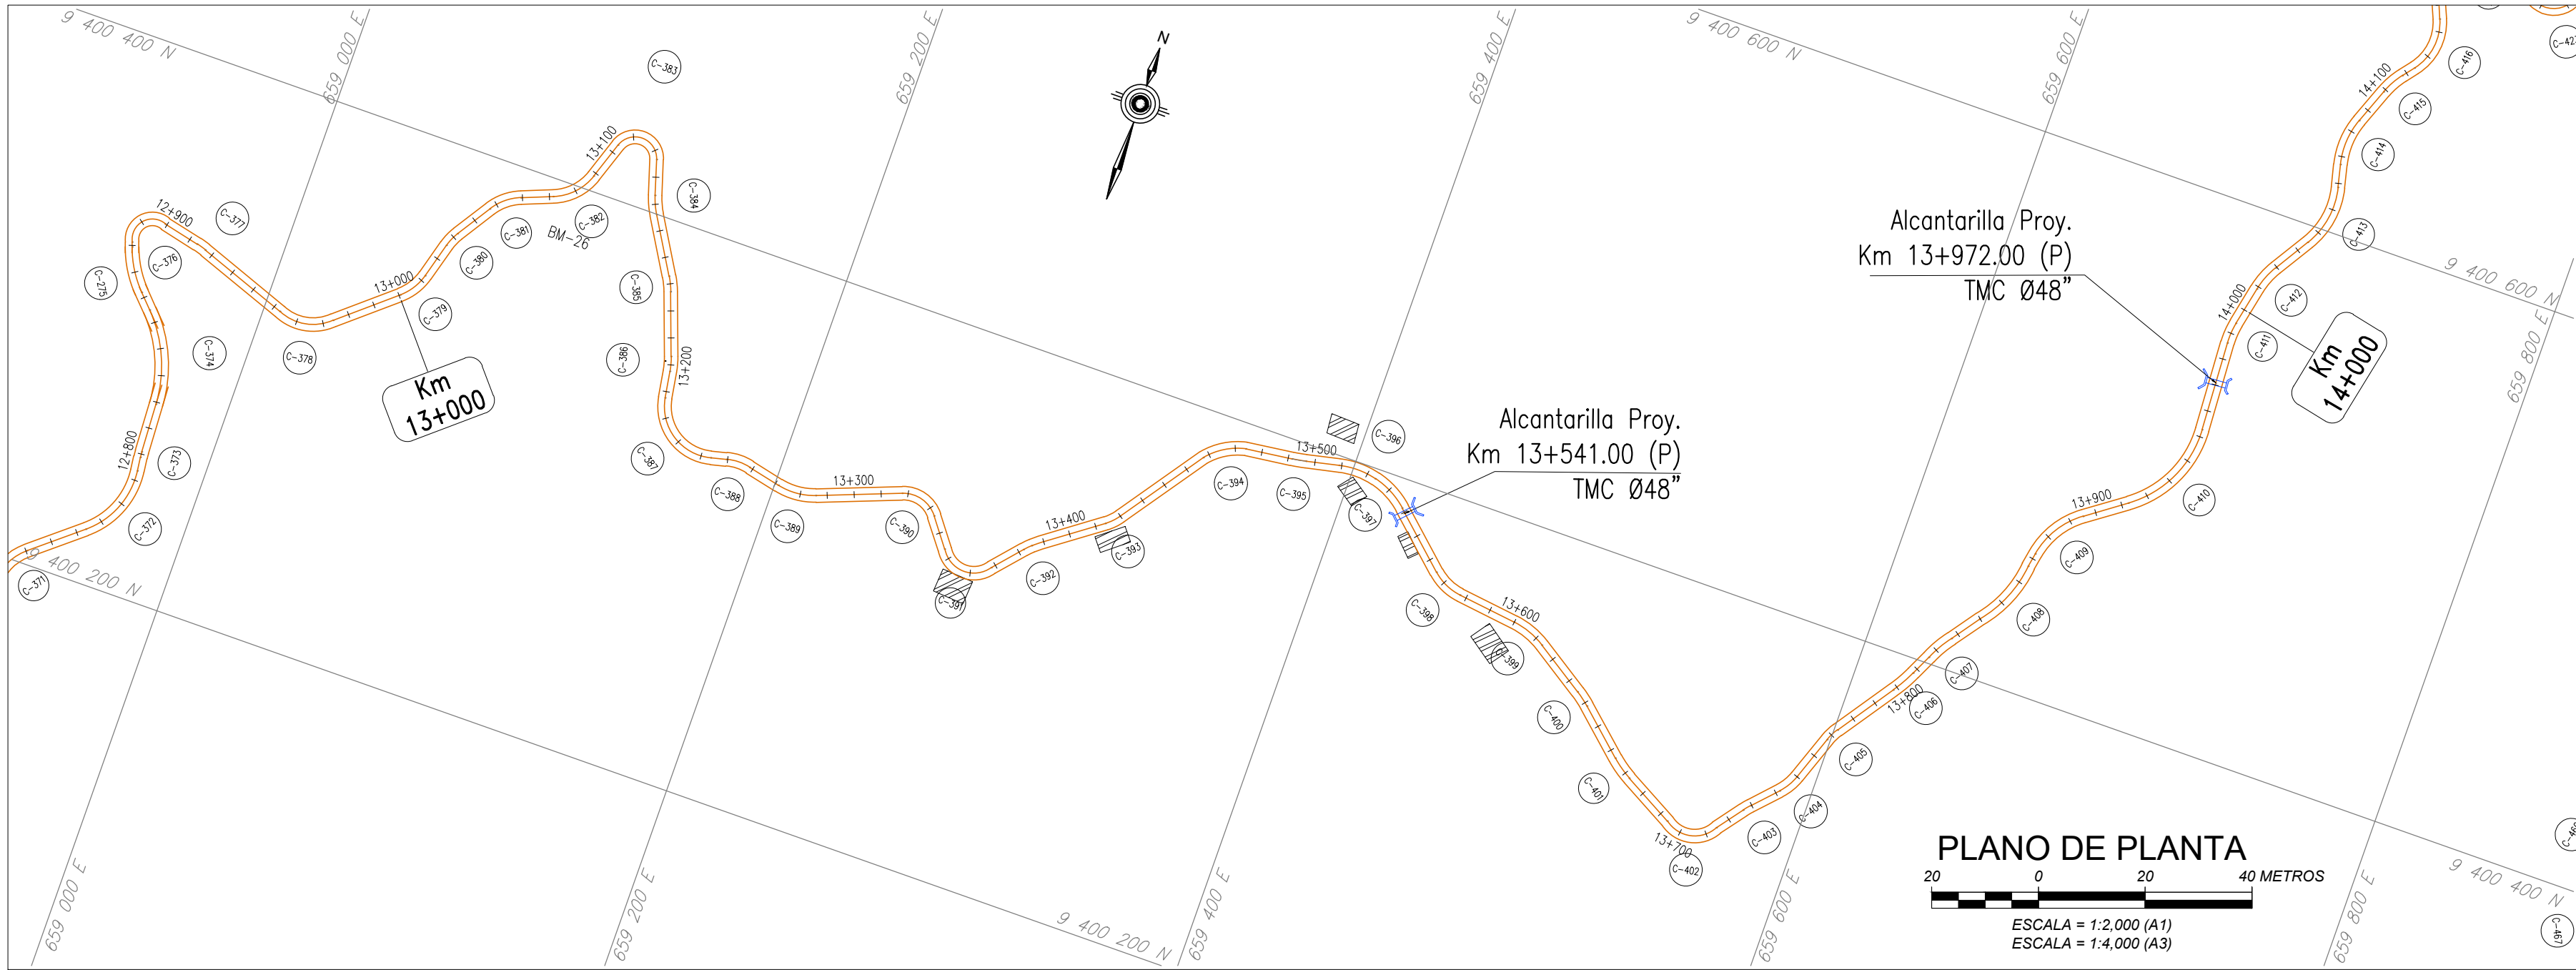 9 400 400 N
659 000 E
659 200 E
N
659 400 E
9 400 600 N
659 600 E
C-383
C-416
14+100
C-415
C-414
13+100
C-384
C-382
C-381
BM-26
C-380
12+900
C-377
C-376
C-275
13+000
C-379
C-378
C-374
C-385
C-386
13+200
Km
13+000
Alcantarilla Proy.
Km 13+972.00 (P)
TMC Ø48"
C-413
9 400 600 N
659 800 E
C-412
14+000
C-411
Km
14+000
12+800
C-373
C-372
C-371
9 400 200 N
C-387
C-388
C-389
13+300
C-390
C-391
C-392
13+400
C-393
C-394
C-395
13+500
C-396
C-397
Alcantarilla Proy.
Km 13+541.00 (P)
TMC Ø48"
C-398
13+600
C-399
C-400
C-401
13+700
C-402
C-403
C-404
C-405
13+800
C-406
C-407
C-408
C-409
13+900
C-410
659 000 E
659 200 E
9 400 200 N
659 400 E
659 600 E
659 800 E
9 400 400 N
C-467
PLANO DE PLANTA
20 0 20 40 METROS
ESCALA = 1:2,000 (A1)
ESCALA = 1:4,000 (A3)